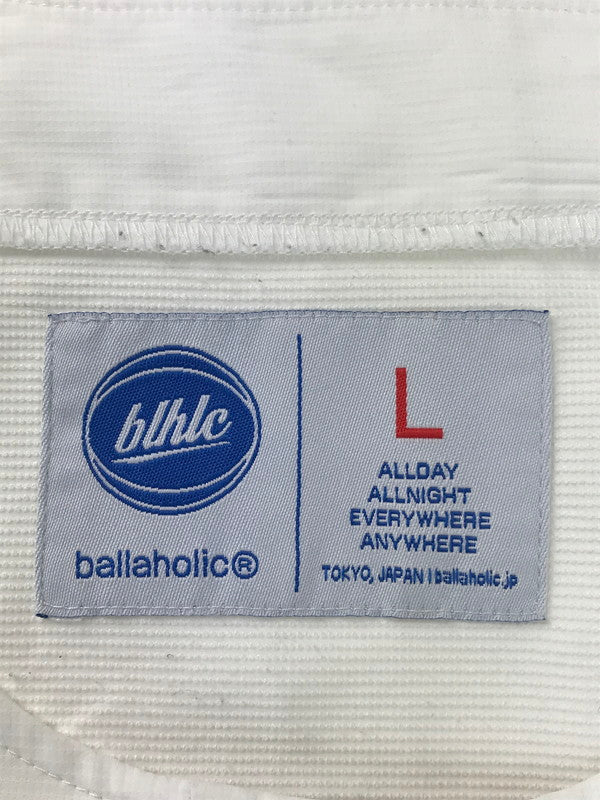 blhlc
ballaholic®
L
ALLDAY
ALLNIGHT
EVERYWHERE
ANYWHERE
TOKYO, JAPAN | ballaholic.jp